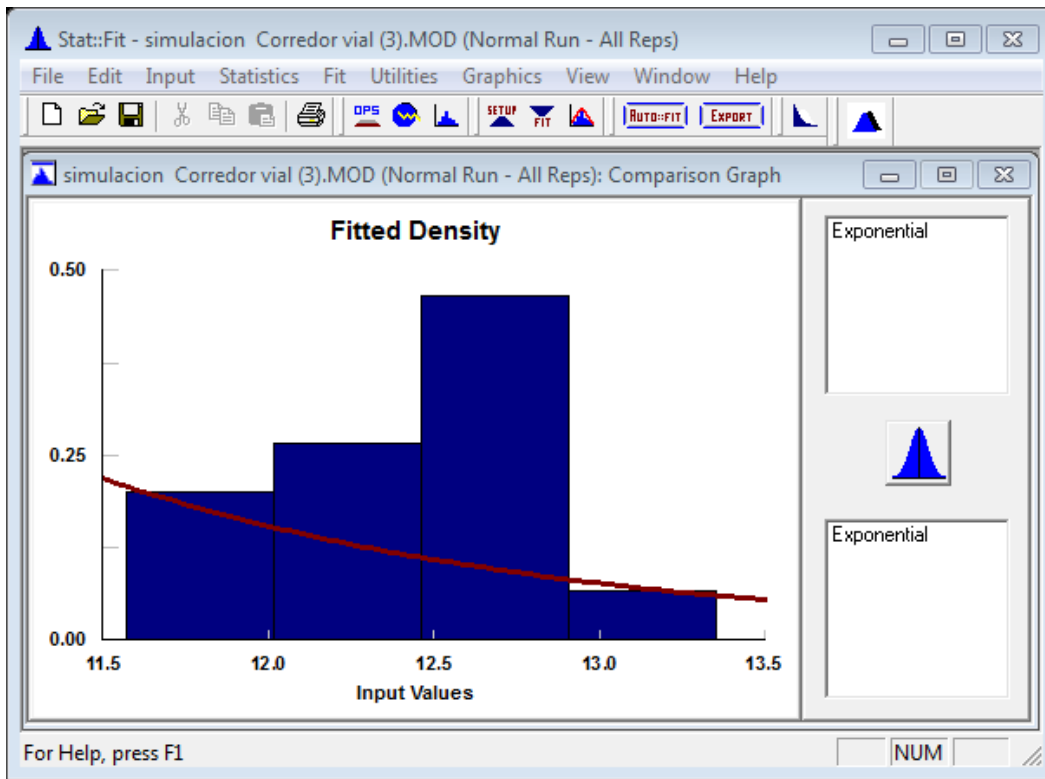 Stat::Fit - simulacion Corredor vial (3).MOD (Normal Run - All Reps)
File Edit Input Statistics Fit Utilities Graphics View Window Help
OPS SETUP FIT AUTO::FIT EXPORT
simulacion Corredor vial (3).MOD (Normal Run - All Reps): Comparison Graph
Fitted Density
0.50
0.25
0.00
11.5 12.0 12.5 13.0 13.5
Input Values
Exponential
Exponential
For Help, press F1 NUM